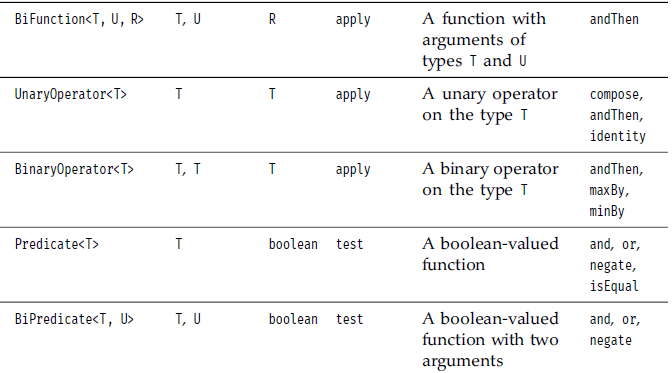 BiFunction<T, U, R> T, U R apply A function with andThen
arguments of
types T and U
UnaryOperator<T> T T apply A unary operator compose,
on the type T andThen,
identity
BinaryOperator<T> T, T T apply A binary operator andThen,
on the type T maxBy,
minBy
Predicate<T> T boolean test A boolean-valued and, or,
function negate,
isEqual
BiPredicate<T, U> T, U boolean test A boolean-valued and, or,
function with two negate
arguments